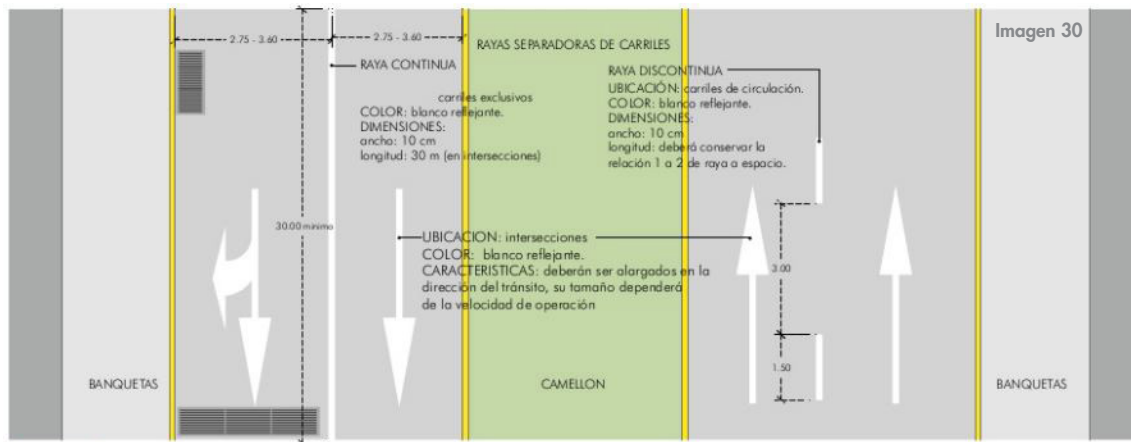 Imagen 30
2.75 - 3.60
2.75 - 3.60
RAYAS SEPARADORAS DE CARRILES
RAYA CONTINUA
carriles exclusivos
COLOR: blanco reflejante.
DIMENSIONES:
ancho: 10 cm
longitud: 30 m (en intersecciones)
RAYA DISCONTINUA
UBICACIÓN: carriles de circulación.
COLOR: blanco reflejante.
DIMENSIONES:
ancho: 10 cm
longitud: deberá conservar la
relación 1 a 2 de raya a espacio.
30.00 minimo
UBICACION: intersecciones
COLOR: blanco reflejante.
CARACTERISTICAS: deberán ser alargados en la
dirección del tránsito, su tamaño dependerá
de la velocidad de operación
3.00
1.50
BANQUETAS
CAMELLON
BANQUETAS